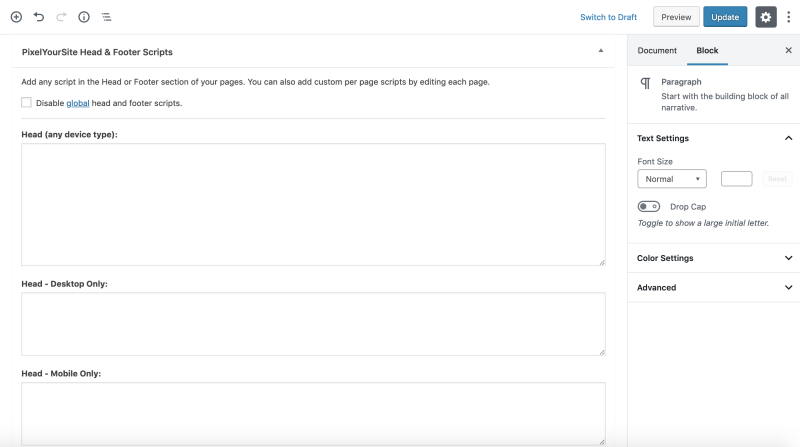 Switch to Draft
Preview
Update
PixelYourSite Head & Footer Scripts
Add any script in the Head or Footer section of your pages. You can also add custom per page scripts by editing each page.
Disable global head and footer scripts.
Head (any device type):
Head - Desktop Only:
Head - Mobile Only:
Document
Block
Paragraph
Start with the building block of all
narrative.
Text Settings
Font Size
Normal
Reset
Drop Cap
Toggle to show a large initial letter.
Color Settings
Advanced